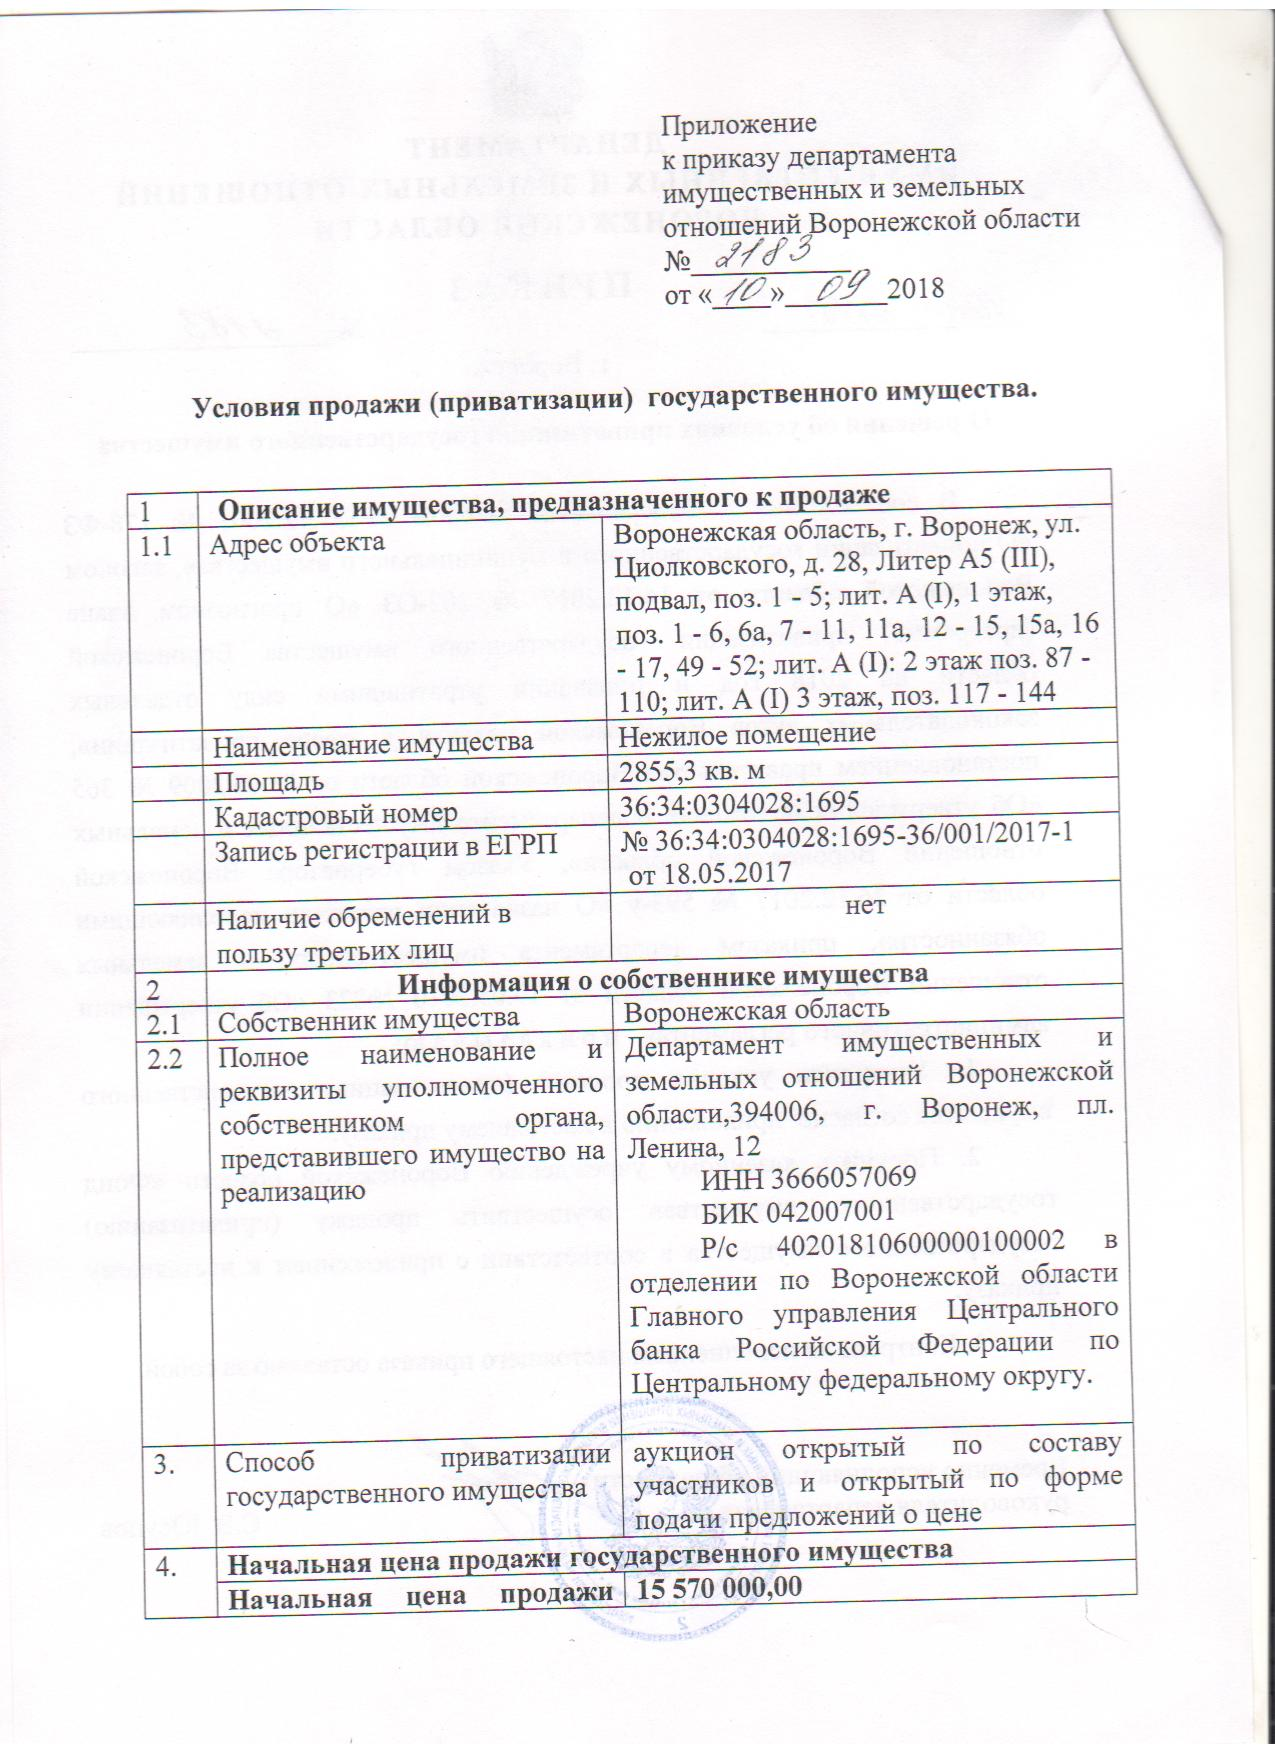 Приложение
к приказу департамента
имущественных и земельных
отношений Воронежской области
№ 2183
от « 10 » 09 2018
Условия продажи (приватизации) государственного имущества.
1 Описание имущества, предназначенного к продаже
1.1 Адрес объекта
Воронежская область, г. Воронеж, ул.
Циолковского, д. 28, Литер А5 (III),
подвал, поз. 1 - 5; лит. А (I), 1 этаж,
поз. 1 - 6, 6а, 7 - 11, 11а, 12 - 15, 15а, 16
- 17, 49 - 52; лит. А (I): 2 этаж поз. 87 -
110; лит. А (I) 3 этаж, поз. 117 - 144
Наименование имущества Нежилое помещение
Площадь 2855,3 кв. м
Кадастровый номер 36:34:0304028:1695
Запись регистрации в ЕГРП
№ 36:34:0304028:1695-36/001/2017-1
от 18.05.2017
Наличие обременений в
пользу третьих лиц
нет
2 Информация о собственнике имущества
2.1 Собственник имущества Воронежская область
2.2 Полное наименование и
реквизиты уполномоченного
собственником органа,
представившего имущество на
реализацию
Департамент имущественных и
земельных отношений Воронежской
области,394006, г. Воронеж, пл.
Ленина, 12
ИНН 3666057069
БИК 042007001
Р/с 40201810600000100002 в
отделении по Воронежской области
Главного управления Центрального
банка Российской Федерации по
Центральному федеральному округу.
3. Способ приватизации
государственного имущества
аукцион открытый по составу
участников и открытый по форме
подачи предложений о цене
4. Начальная цена продажи государственного имущества
Начальная цена продажи 15 570 000,00